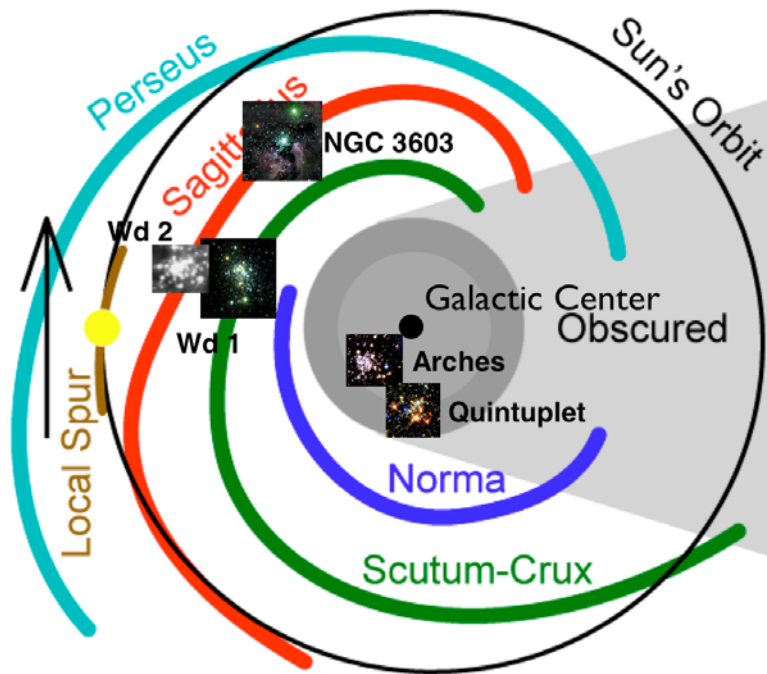 Perseus
Sun's Orbit
Sagittarius
NGC 3603
Wd 2
Wd 1
Galactic Center
Obscured
Arches
Quintuplet
Local Spur
Norma
Scutum-Crux